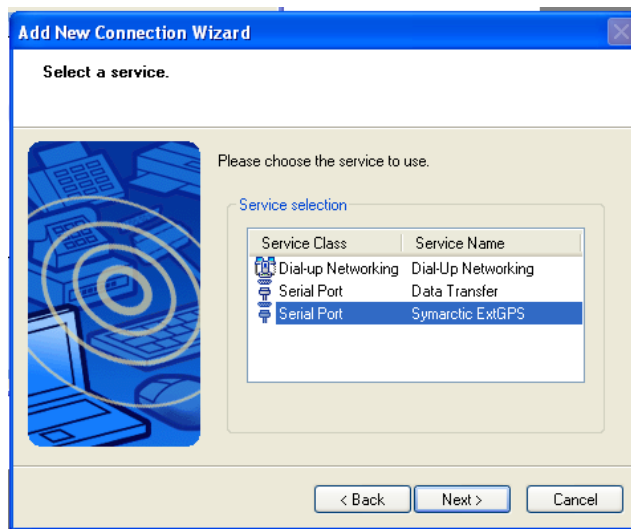 Add New Connection Wizard
Select a service.
Please choose the service to use.
Service selection
Service Class Service Name
Dial-up Networking Dial-Up Networking
Serial Port Data Transfer
Serial Port Symarctic ExtGPS
< Back Next > Cancel